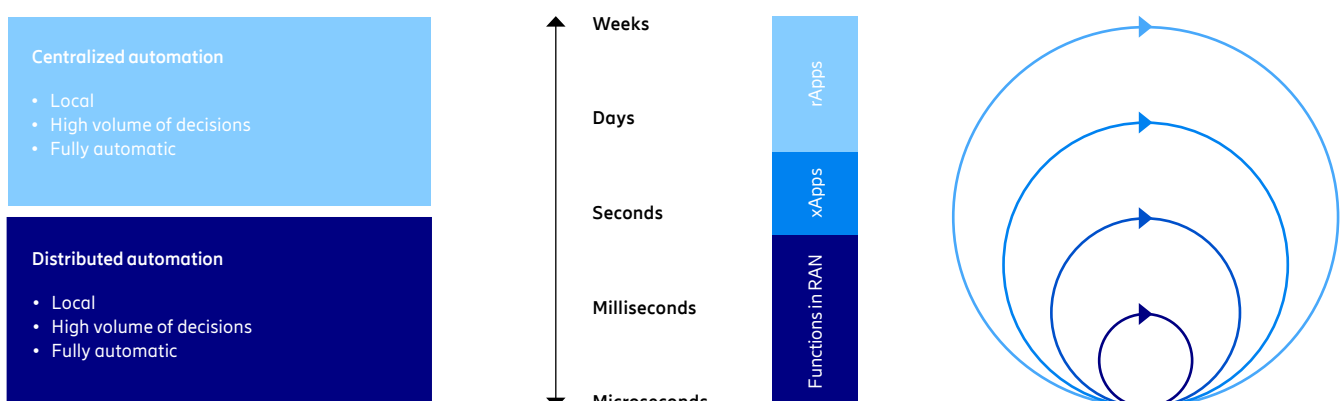 Centralized automation
• Local
• High volume of decisions
• Fully automatic
Distributed automation
• Local
• High volume of decisions
• Fully automatic
Weeks
Days
Seconds
Milliseconds
Microseconds
rApps
xApps
Functions in RAN